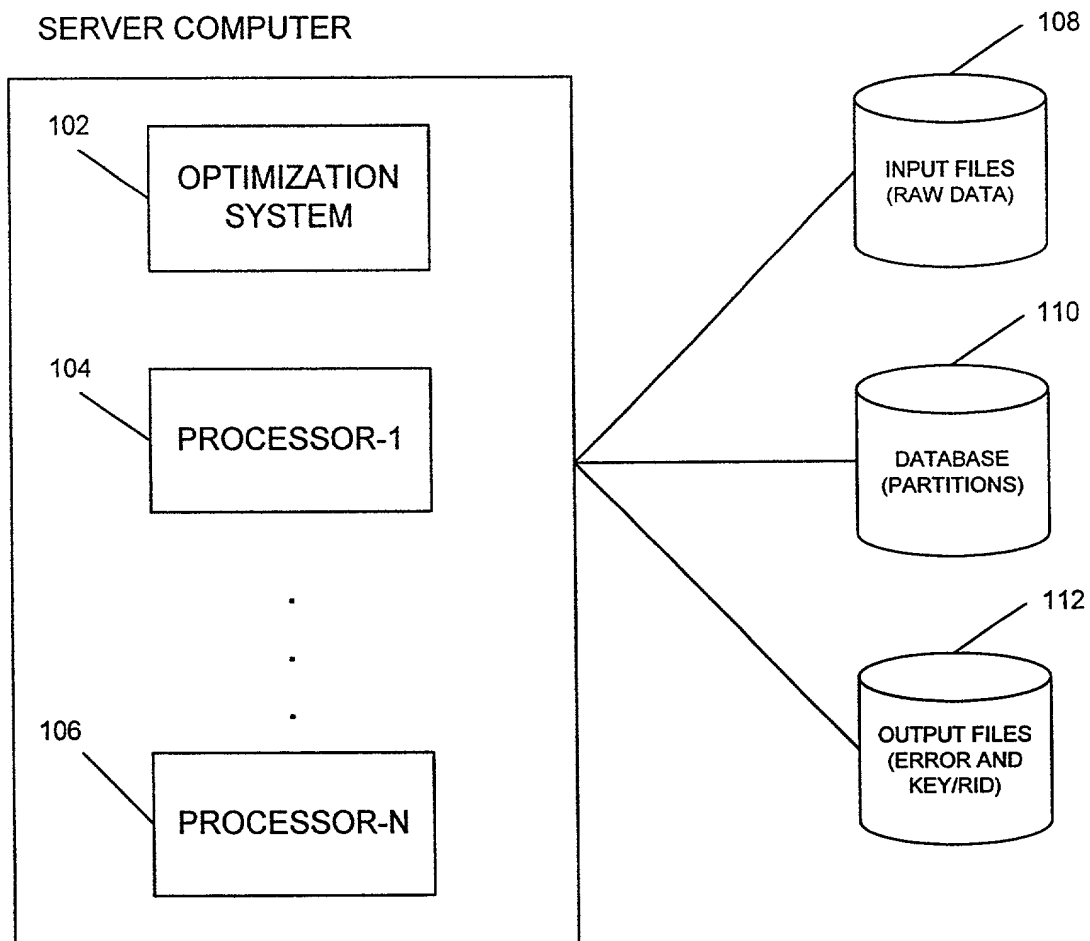 SERVER COMPUTER
102
OPTIMIZATION
SYSTEM
104
PROCESSOR-1
.
.
.
106
PROCESSOR-N
108
INPUT FILES
(RAW DATA)
110
DATABASE
(PARTITIONS)
112
OUTPUT FILES
(ERROR AND
KEY/RID)